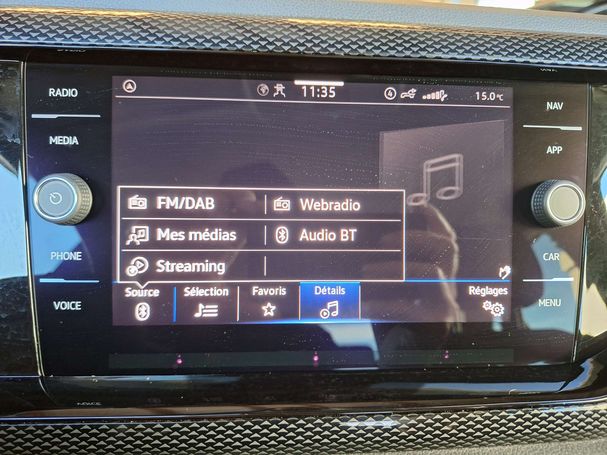 RADIO
MEDIA
PHONE
VOICE
11:35
4
15.0 °C
FM/DAB
Webradio
Mes médias
Audio BT
Streaming
Source
Sélection
Favoris
Détails
Réglages
NAV
APP
CAR
MENU